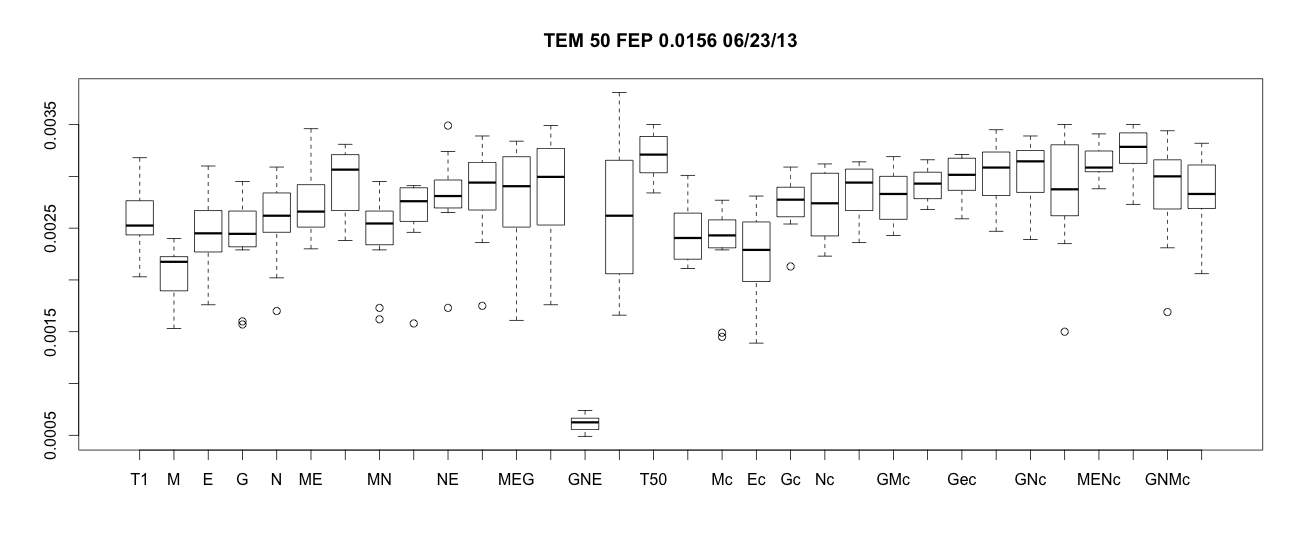 TEM 50 FEP 0.0156 06/23/13
0.0035
0.0025
0.0015
0.0005
T1 M E G N ME MN NE MEG GNE T50 Mc Ec Gc Nc GMc Gec GNc MENc GNMc